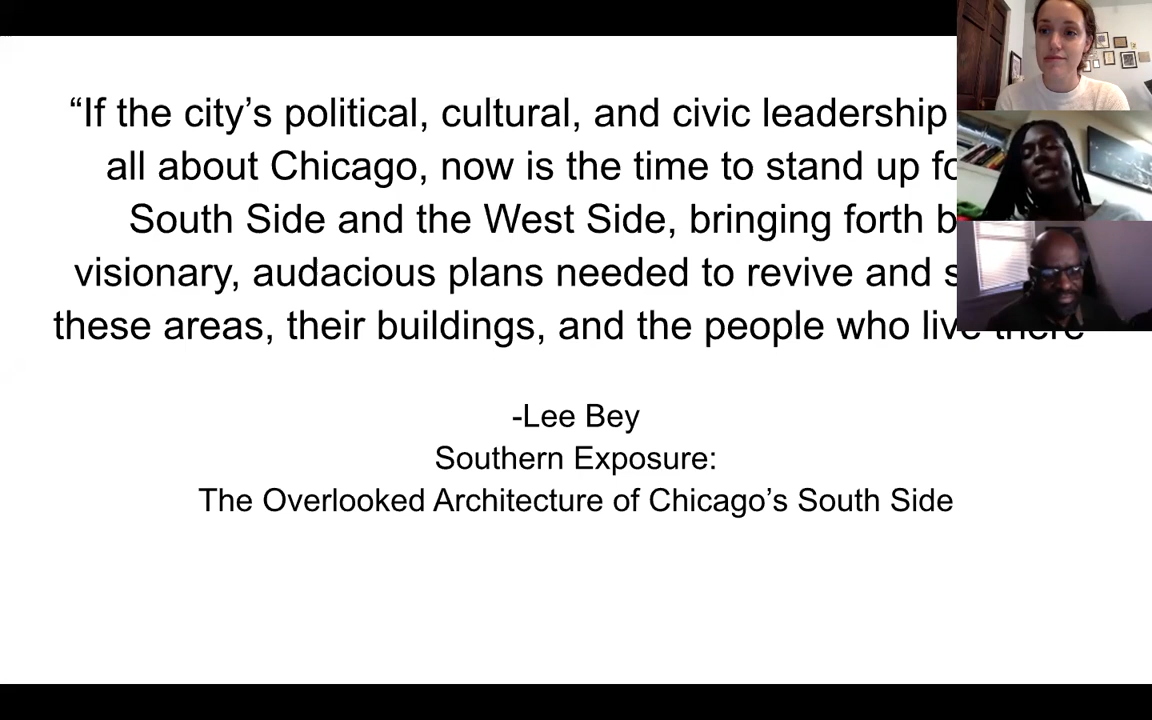 “If the city’s political, cultural, and civic leadership
all about Chicago, now is the time to stand up
South Side and the West Side, bringing forth
visionary, audacious plans needed to revive and
these areas, their buildings, and the people who live there
-Lee Bey
Southern Exposure:
The Overlooked Architecture of Chicago’s South Side